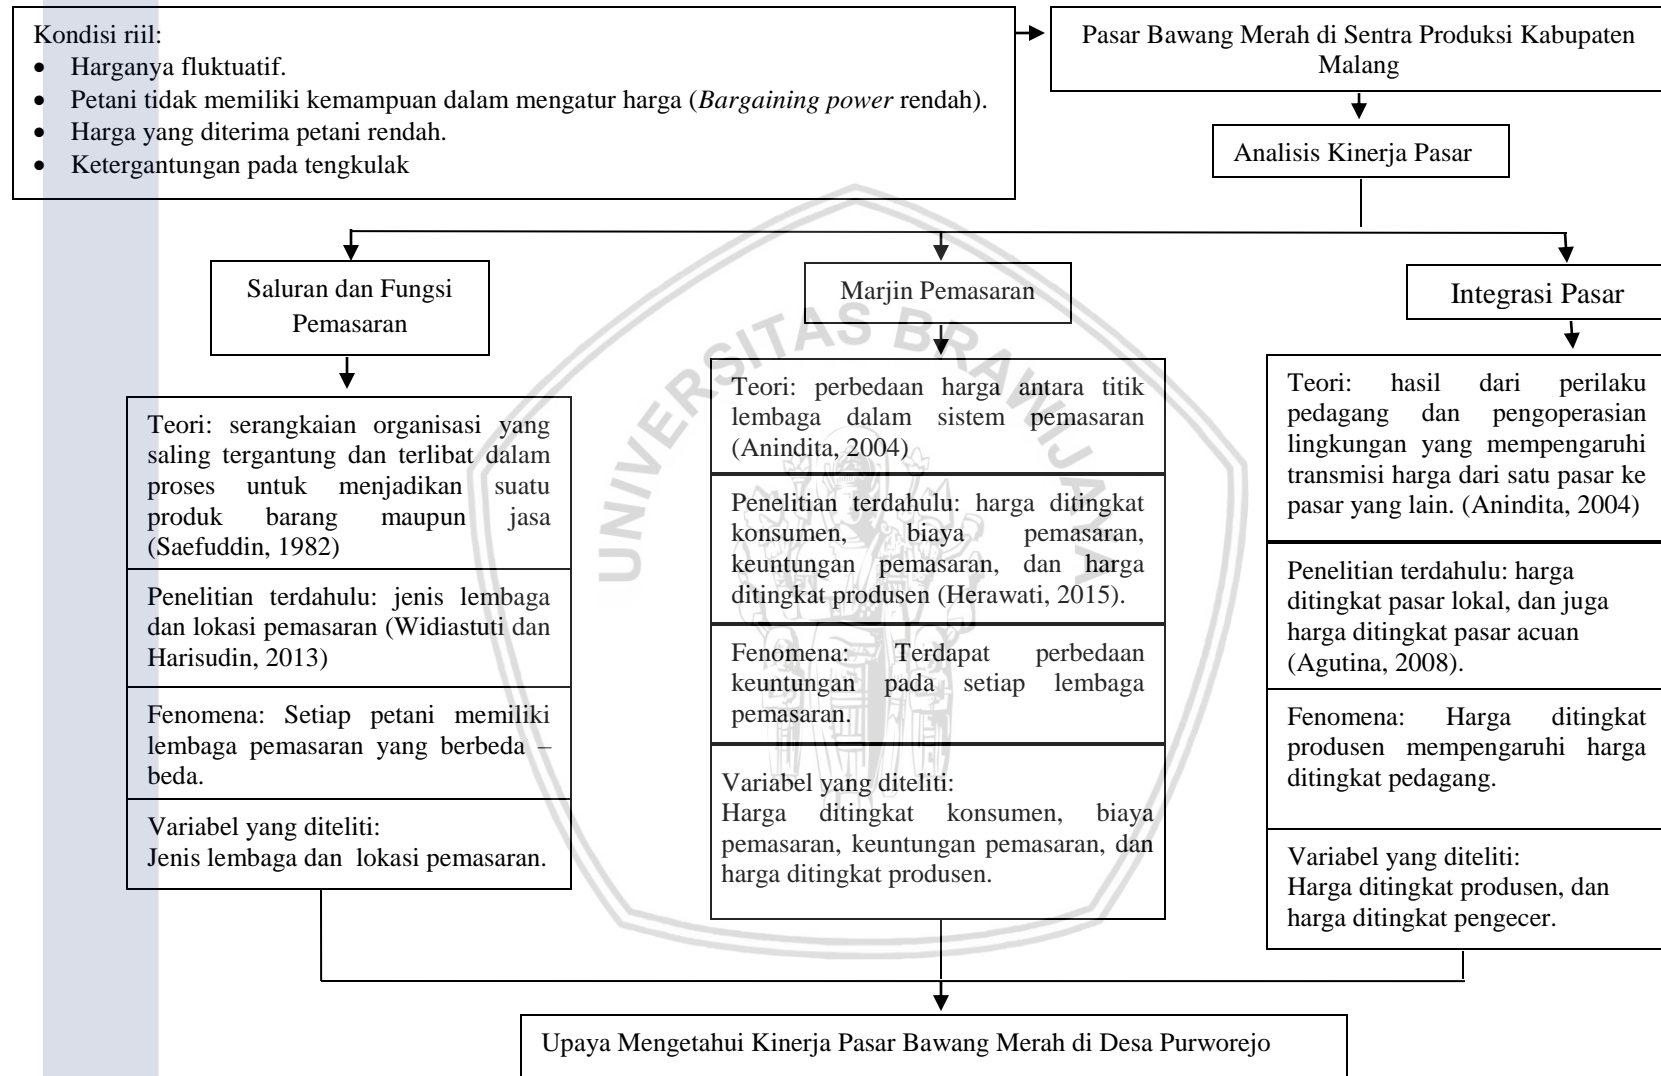 Kondisi riil:
• Harganya fluktuatif.
• Petani tidak memiliki kemampuan dalam mengatur harga (Bargaining power rendah).
• Harga yang diterima petani rendah.
• Ketergantungan pada tengkulak
Pasar Bawang Merah di Sentra Produksi Kabupaten
Malang
Analisis Kinerja Pasar
Saluran dan Fungsi
Pemasaran
Teori: serangkaian organisasi yang
saling tergantung dan terlibat dalam
proses untuk menjadikan suatu
produk barang maupun jasa
(Saefuddin, 1982)
Penelitian terdahulu: jenis lembaga
dan lokasi pemasaran (Widiastuti dan
Harisudin, 2013)
Fenomena: Setiap petani memiliki
lembaga pemasaran yang berbeda –
beda.
Variabel yang diteliti:
Jenis lembaga dan lokasi pemasaran.
Marjin Pemasaran
Teori: perbedaan harga antara titik
lembaga dalam sistem pemasaran
(Anindita, 2004)
Penelitian terdahulu: harga ditingkat
konsumen, biaya pemasaran,
keuntungan pemasaran, dan harga
ditingkat produsen (Herawati, 2015).
Fenomena: Terdapat perbedaan
keuntungan pada setiap lembaga
pemasaran.
Variabel yang diteliti:
Harga ditingkat konsumen, biaya
pemasaran, keuntungan pemasaran, dan
harga ditingkat produsen.
Integrasi Pasar
Teori: hasil dari perilaku
pedagang dan pengoperasian
lingkungan yang mempengaruhi
transmisi harga dari satu pasar ke
pasar yang lain. (Anindita, 2004)
Penelitian terdahulu: harga
ditingkat pasar lokal, dan juga
harga ditingkat pasar acuan
(Agutina, 2008).
Fenomena: Harga ditingkat
produsen mempengaruhi harga
ditingkat pedagang.
Variabel yang diteliti:
Harga ditingkat produsen, dan
harga ditingkat pengecer.
Upaya Mengetahui Kinerja Pasar Bawang Merah di Desa Purworejo
UNIVERSITAS BRAWIJAYA